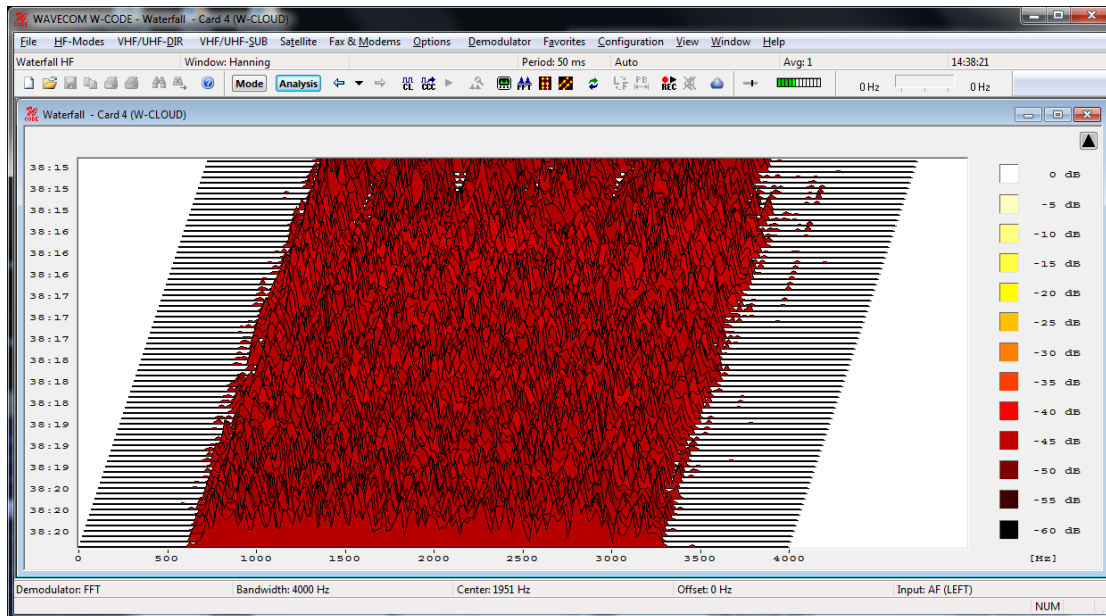 WAVECOM W-CODE - Waterfall - Card 4 (W-CLOUD)
File HF-Modes VHF/UHF-DIR VHF/UHF-SUB Satellite Fax & Modems Options Demodulator Favorites Configuration View Window Help
Waterfall HF Window: Hanning Period: 50 ms Auto Avg: 1 14:38:21
CL CCC Mode Analysis L F PB REC 0 Hz 0 Hz
W CODE Waterfall - Card 4 (W-CLOUD)
38:15 0 dB
38:15 -5 dB
38:15 -10 dB
38:16 -15 dB
38:16 -20 dB
38:16 -25 dB
38:17 -30 dB
38:17 -35 dB
38:17 -40 dB
38:18 -45 dB
38:18 -50 dB
38:18 -55 dB
38:19 -60 dB
38:19
38:19
38:20
38:20
38:20
0 500 1000 1500 2000 2500 3000 3500 4000 [Hz]
Demodulator: FFT Bandwidth: 4000 Hz Center: 1951 Hz Offset: 0 Hz Input: AF (LEFT)
NUM